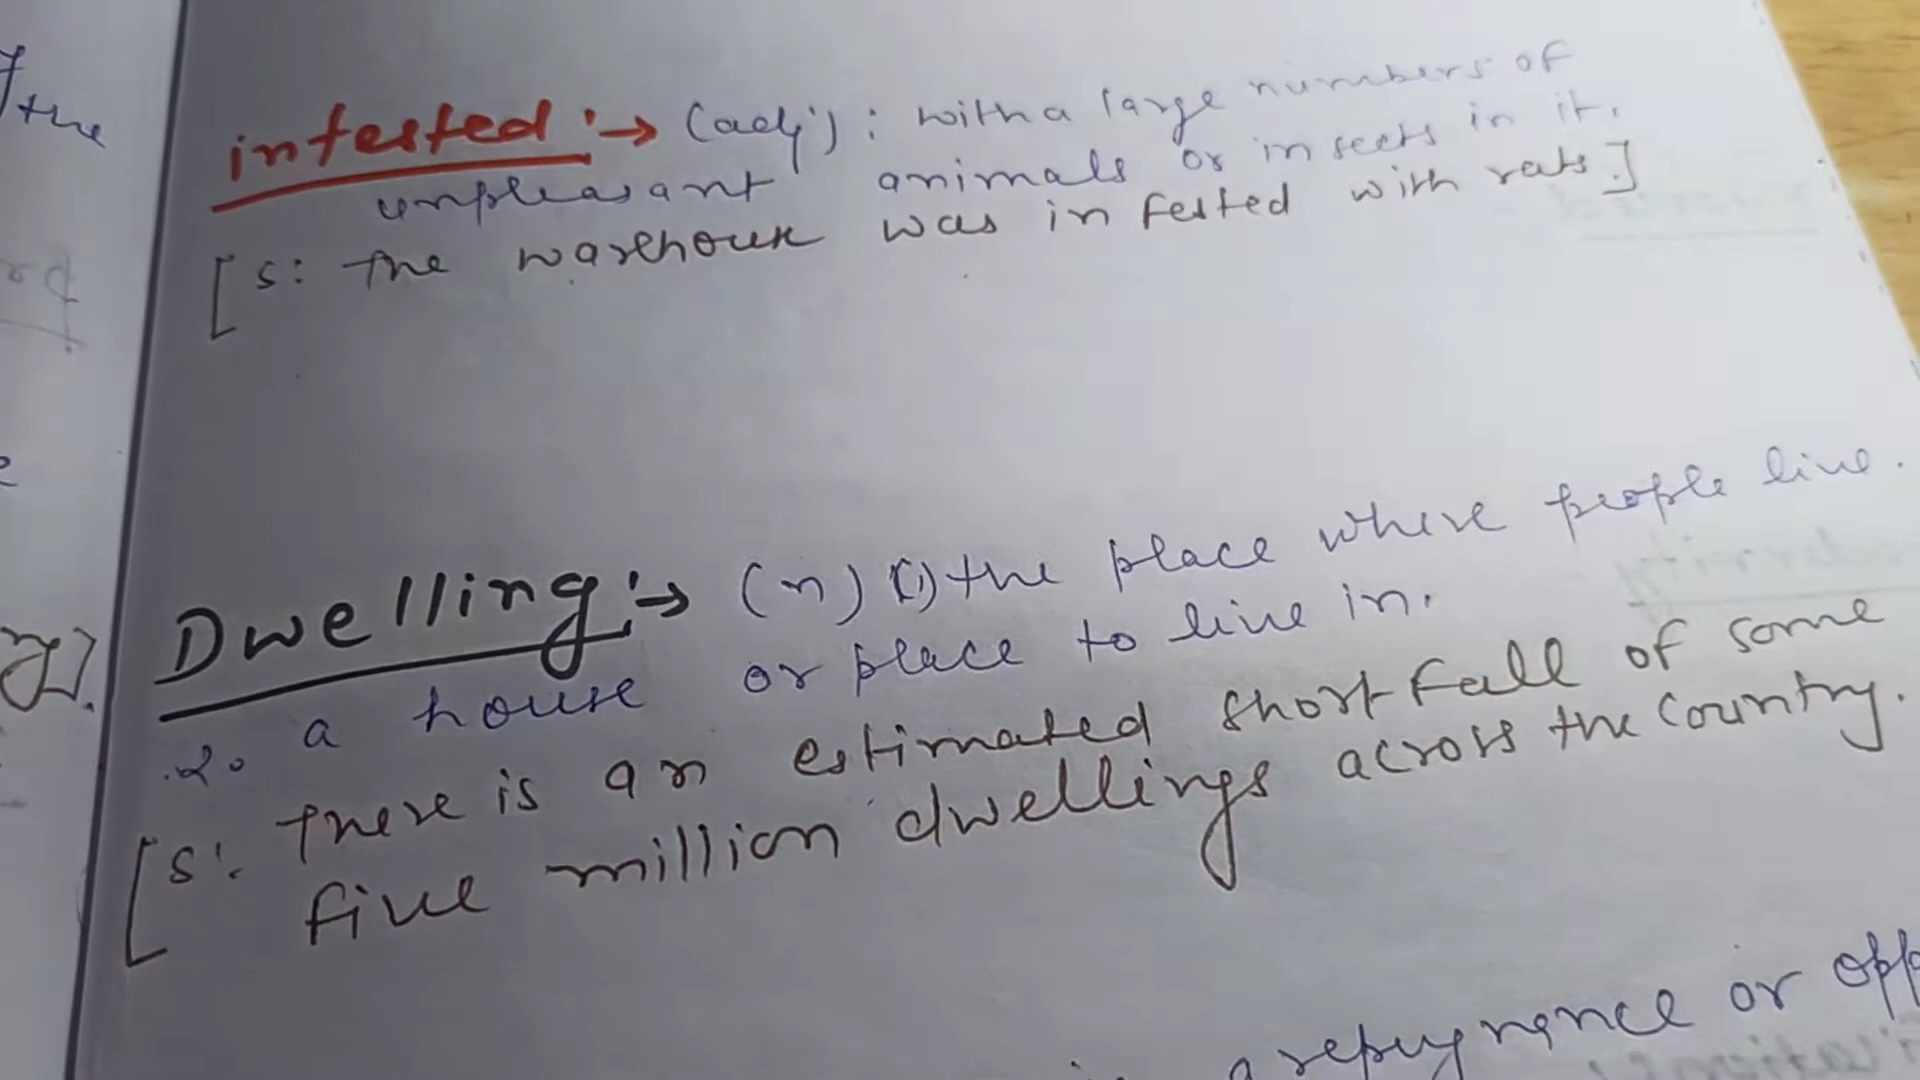 the
infested :→ (adj) : with a large numbers of
unpleasant animals or insects in it.
[s: the warehouse was infested with rats.]
Dwelling :→ (n) (1) the place where people live.
2. a house or place to live in.
[s: There is an estimated shortfall of some
five million dwellings across the country.
a repugnance or opp